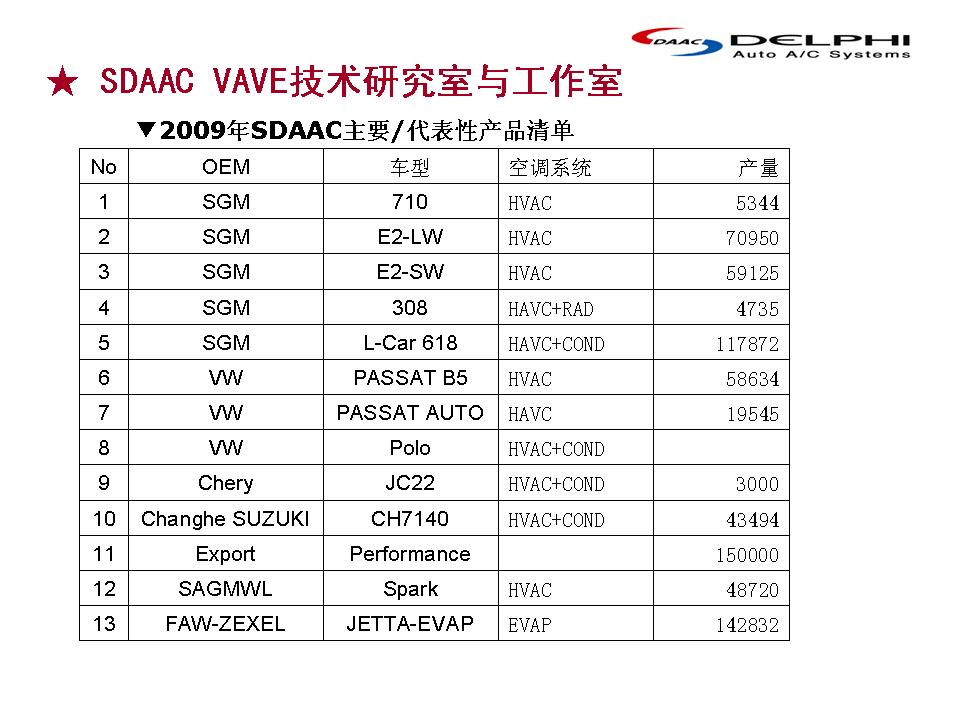 SDAAC DELPHI
Auto A/C Systems
★ SDAAC VAVE技术研究室与工作室
▼2009年SDAAC主要/代表性产品清单
No OEM 车型 空调系统 产量
1 SGM 710 HVAC 5344
2 SGM E2-LW HVAC 70950
3 SGM E2-SW HVAC 59125
4 SGM 308 HAVC+RAD 4735
5 SGM L-Car 618 HAVC+COND 117872
6 VW PASSAT B5 HVAC 58634
7 VW PASSAT AUTO HAVC 19545
8 VW Polo HVAC+COND
9 Chery JC22 HVAC+COND 3000
10 Changhe SUZUKI CH7140 HVAC+COND 43494
11 Export Performance 150000
12 SAGMWL Spark HVAC 48720
13 FAW-ZEXEL JETTA-EVAP EVAP 142832